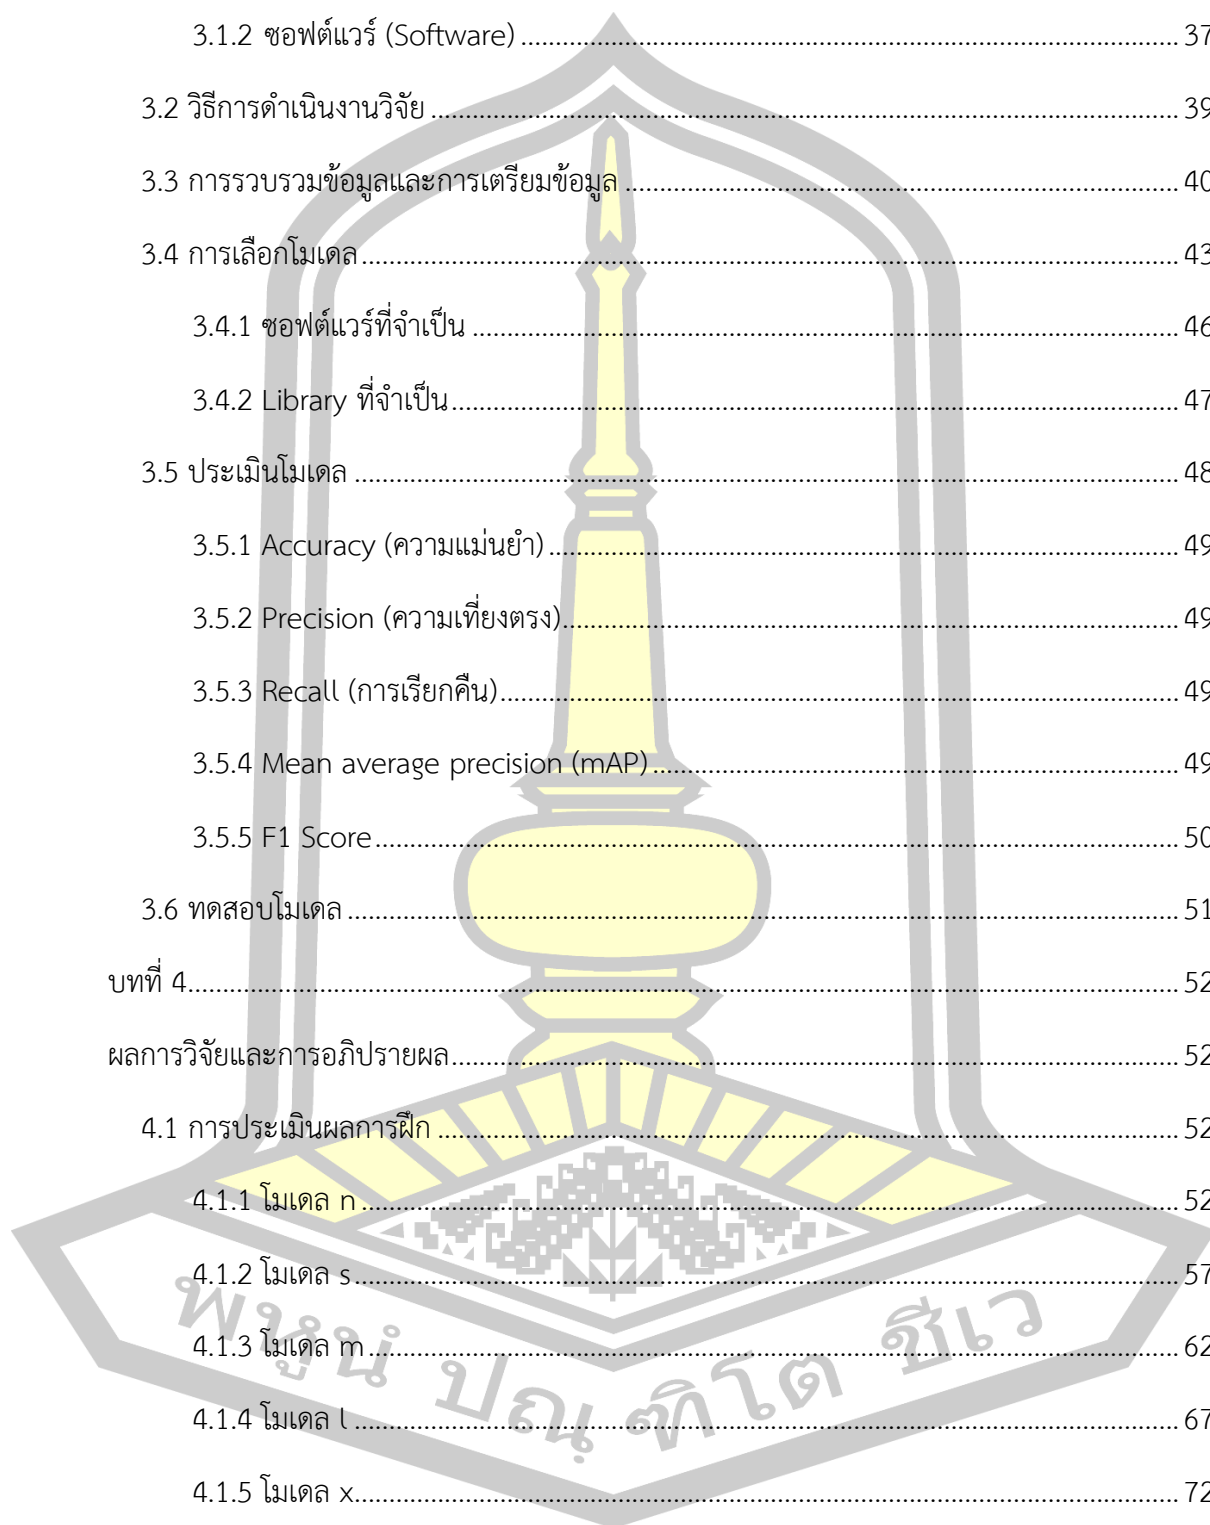 3.1.2 ซอฟต์แวร์ (Software) ........ 37
3.2 วิธีการดำเนินงานวิจัย ........ 39
3.3 การรวบรวมข้อมูลและการเตรียมข้อมูล ........ 40
3.4 การเลือกโมเดล ........ 43
3.4.1 ซอฟต์แวร์ที่จำเป็น ........ 46
3.4.2 Library ที่จำเป็น ........ 47
3.5 ประเมินโมเดล ........ 48
3.5.1 Accuracy (ความแม่นยำ) ........ 49
3.5.2 Precision (ความเที่ยงตรง) ........ 49
3.5.3 Recall (การเรียกคืน) ........ 49
3.5.4 Mean average precision (mAP) ........ 49
3.5.5 F1 Score ........ 50
3.6 ทดสอบโมเดล ........ 51
บทที่ 4 ........ 52
ผลการวิจัยและการอภิปรายผล ........ 52
4.1 การประเมินผลการฝึก ........ 52
4.1.1 โมเดล n ........ 52
4.1.2 โมเดล s ........ 57
4.1.3 โมเดล m ........ 62
4.1.4 โมเดล l ........ 67
4.1.5 โมเดล x ........ 72
พหูนํ ปณฺฑิโต ชีเว